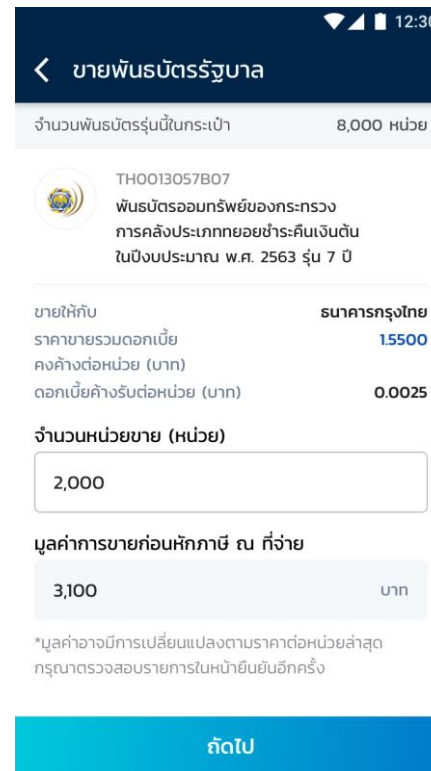 12:30
ขายพันธบัตรรัฐบาล
จำนวนพันธบัตรรุ่นนี้ในกระเป๋า 8,000 หน่วย
TH0013057B07
พันธบัตรออมทรัพย์ของกระทรวง
การคลังประเภททยอยชำระคืนเงินต้น
ในปีงบประมาณ พ.ศ. 2563 รุ่น 7 ปี
ขายให้กับ ธนาคารกรุงไทย
ราคาขายรวมดอกเบี้ย 1.5500
คงค้างต่อหน่วย (บาท)
ดอกเบี้ยค้างรับต่อหน่วย (บาท) 0.0025
จำนวนหน่วยขาย (หน่วย)
2,000
มูลค่าการขายก่อนหักภาษี ณ ที่จ่าย
3,100 บาท
*มูลค่าอาจมีการเปลี่ยนแปลงตามราคาต่อหน่วยล่าสุด
กรุณาตรวจสอบรายการในหน้ายืนยันอีกครั้ง
ถัดไป